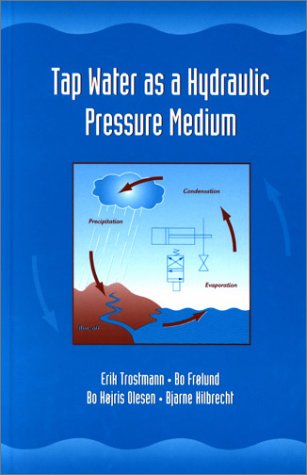 Tap Water as a Hydraulic
Pressure Medium
Condensation
Precipitation
Evaporation
Erik Trostmann • Bo Frølund
Bo Højris Olesen • Bjarne Hilbrecht